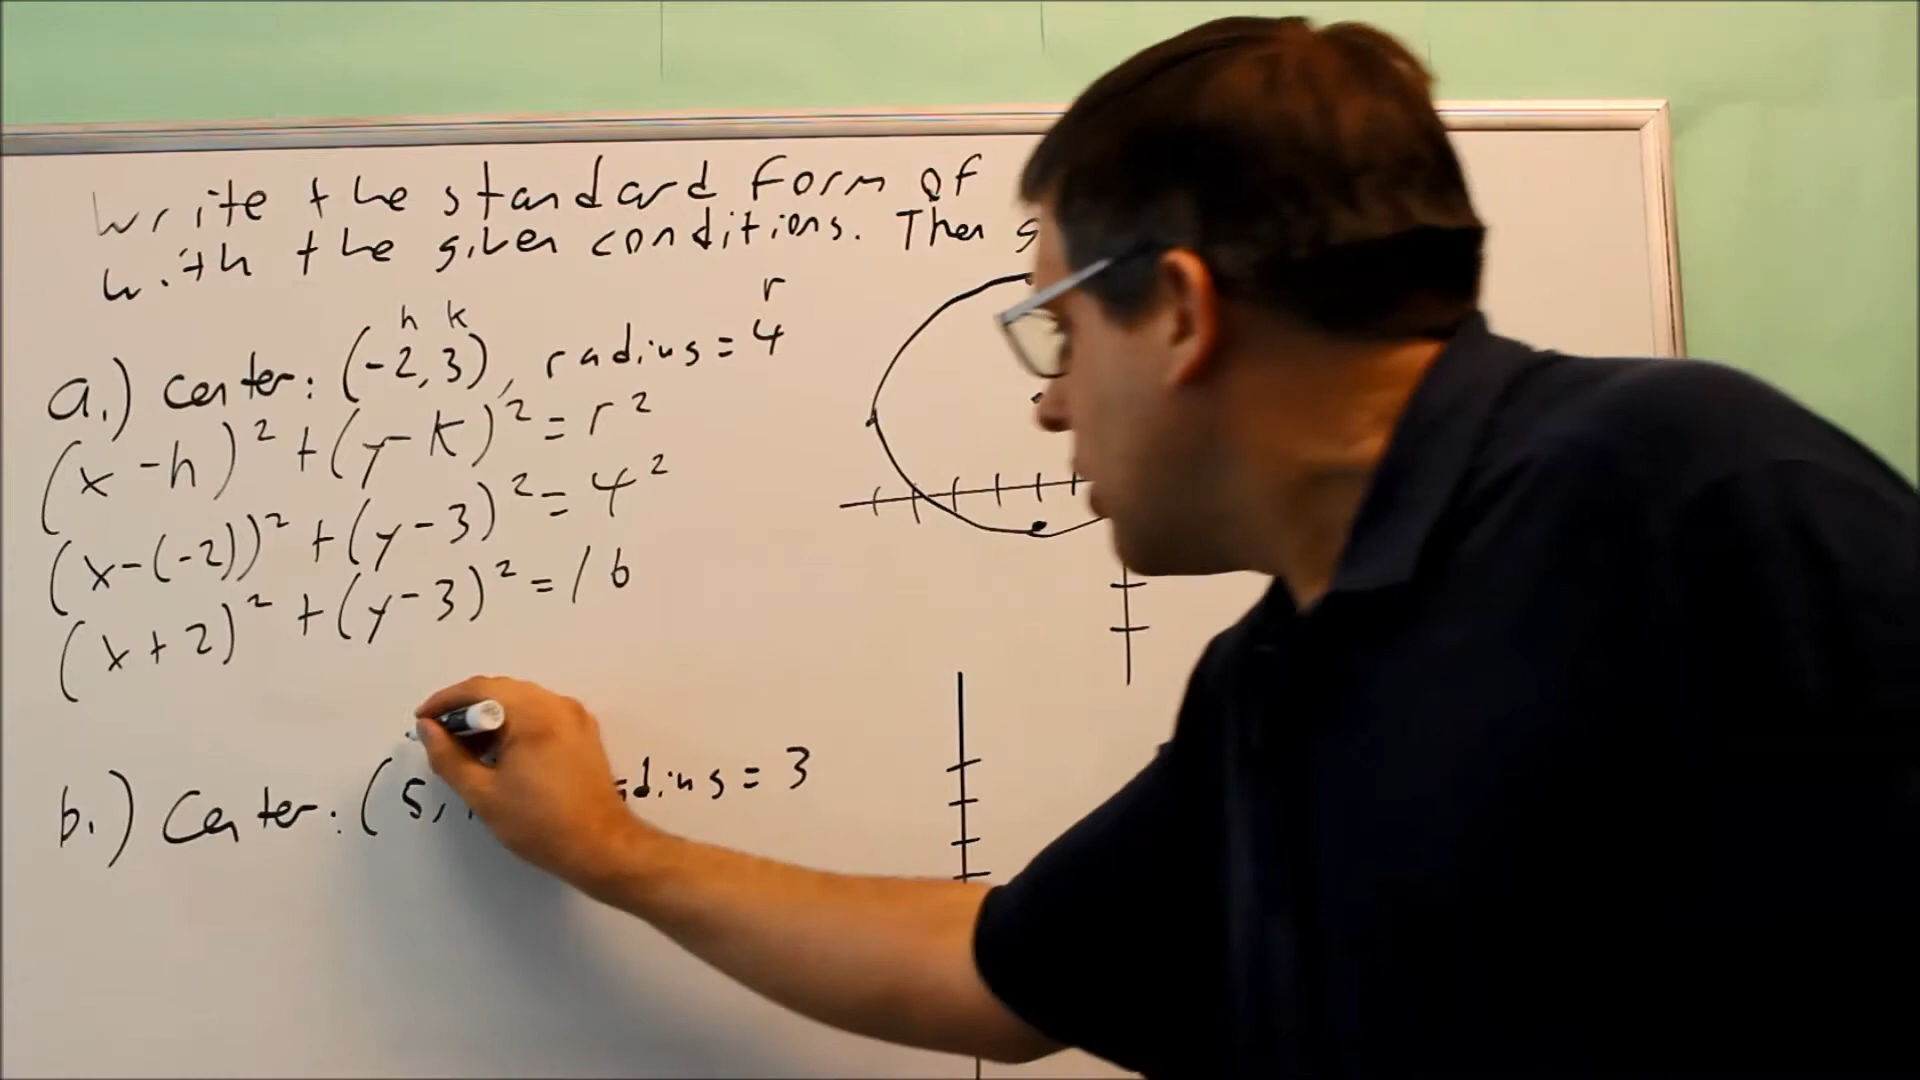 Write the standard form of
with the given conditions. Then
h k r
a.) center: (-2, 3), radius = 4
(x - h)² + (y - k)² = r²
(x - (-2))² + (y - 3)² = 4²
(x + 2)² + (y - 3)² = 16
b.) Center: (5, = 3